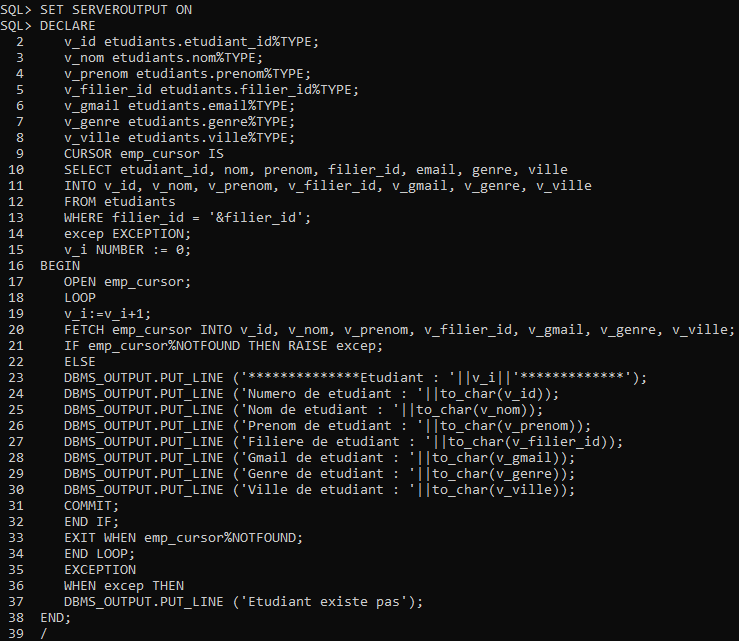 SQL> SET SERVEROUTPUT ON
SQL> DECLARE
  2     v_id etudiants.etudiant_id%TYPE;
  3     v_nom etudiants.nom%TYPE;
  4     v_prenom etudiants.prenom%TYPE;
  5     v_filier_id etudiants.filier_id%TYPE;
  6     v_gmail etudiants.email%TYPE;
  7     v_genre etudiants.genre%TYPE;
  8     v_ville etudiants.ville%TYPE;
  9     CURSOR emp_cursor IS
 10     SELECT etudiant_id, nom, prenom, filier_id, email, genre, ville
 11     INTO v_id, v_nom, v_prenom, v_filier_id, v_gmail, v_genre, v_ville
 12     FROM etudiants
 13     WHERE filier_id = '&filier_id';
 14     excep EXCEPTION;
 15     v_i NUMBER := 0;
 16  BEGIN
 17     OPEN emp_cursor;
 18     LOOP
 19     v_i:=v_i+1;
 20     FETCH emp_cursor INTO v_id, v_nom, v_prenom, v_filier_id, v_gmail, v_genre, v_ville;
 21     IF emp_cursor%NOTFOUND THEN RAISE excep;
 22     ELSE
 23     DBMS_OUTPUT.PUT_LINE ('**************Etudiant : '||v_i||'*************');
 24     DBMS_OUTPUT.PUT_LINE ('Numero de etudiant : '||to_char(v_id));
 25     DBMS_OUTPUT.PUT_LINE ('Nom de etudiant : '||to_char(v_nom));
 26     DBMS_OUTPUT.PUT_LINE ('Prenom de etudiant : '||to_char(v_prenom));
 27     DBMS_OUTPUT.PUT_LINE ('Filiere de etudiant : '||to_char(v_filier_id));
 28     DBMS_OUTPUT.PUT_LINE ('Gmail de etudiant : '||to_char(v_gmail));
 29     DBMS_OUTPUT.PUT_LINE ('Genre de etudiant : '||to_char(v_genre));
 30     DBMS_OUTPUT.PUT_LINE ('Ville de etudiant : '||to_char(v_ville));
 31     COMMIT;
 32     END IF;
 33     EXIT WHEN emp_cursor%NOTFOUND;
 34     END LOOP;
 35     EXCEPTION
 36     WHEN excep THEN
 37     DBMS_OUTPUT.PUT_LINE ('Etudiant existe pas');
 38  END;
 39  /